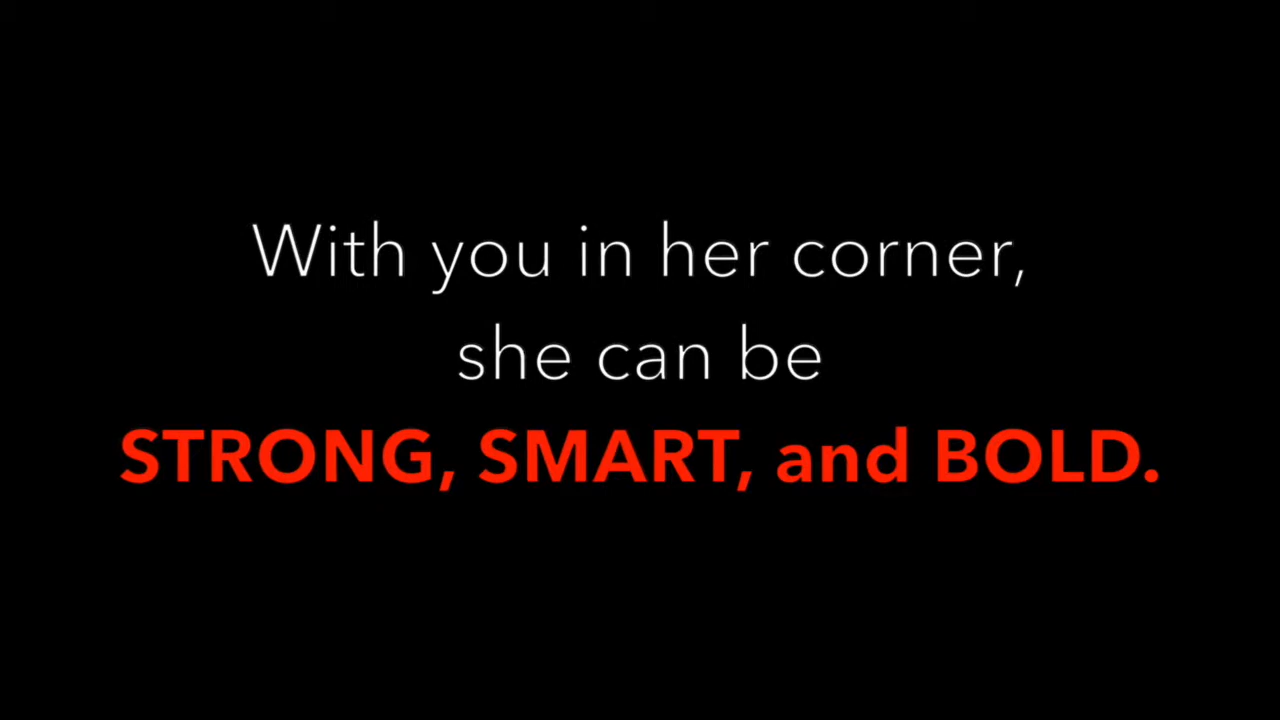 With you in her corner,
she can be
STRONG, SMART, and BOLD.